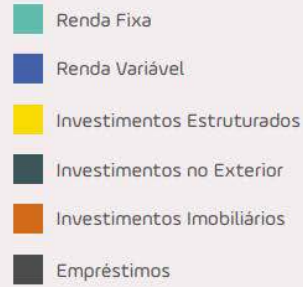 Renda Fixa
Renda Variável
Investimentos Estruturados
Investimentos no Exterior
Investimentos Imobiliários
Empréstimos